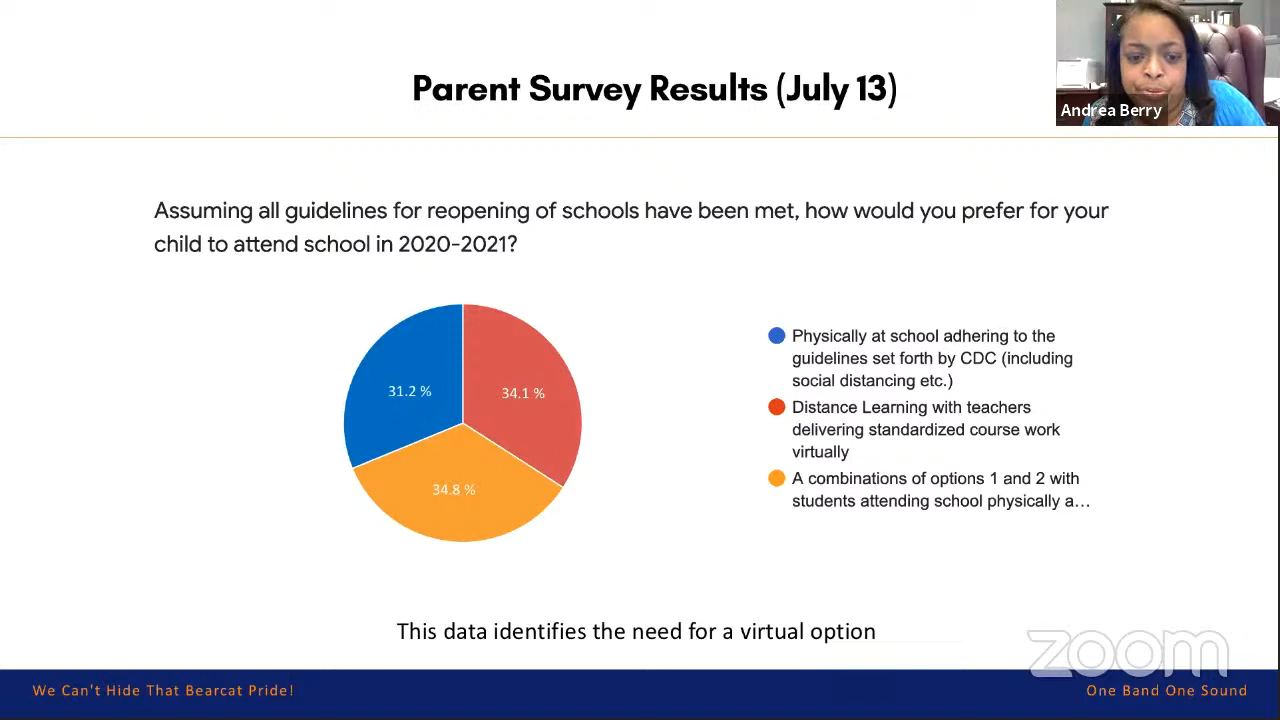 Parent Survey Results (July 13)
Andrea Berry
Assuming all guidelines for reopening of schools have been met, how would you prefer for your
child to attend school in 2020-2021?
31.2 %
34.1 %
34.8 %
Physically at school adhering to the
guidelines set forth by CDC (including
social distancing etc.)
Distance Learning with teachers
delivering standardized course work
virtually
A combinations of options 1 and 2 with
students attending school physically a…
This data identifies the need for a virtual option
zoom
We Can't Hide That Bearcat Pride!
One Band One Sound